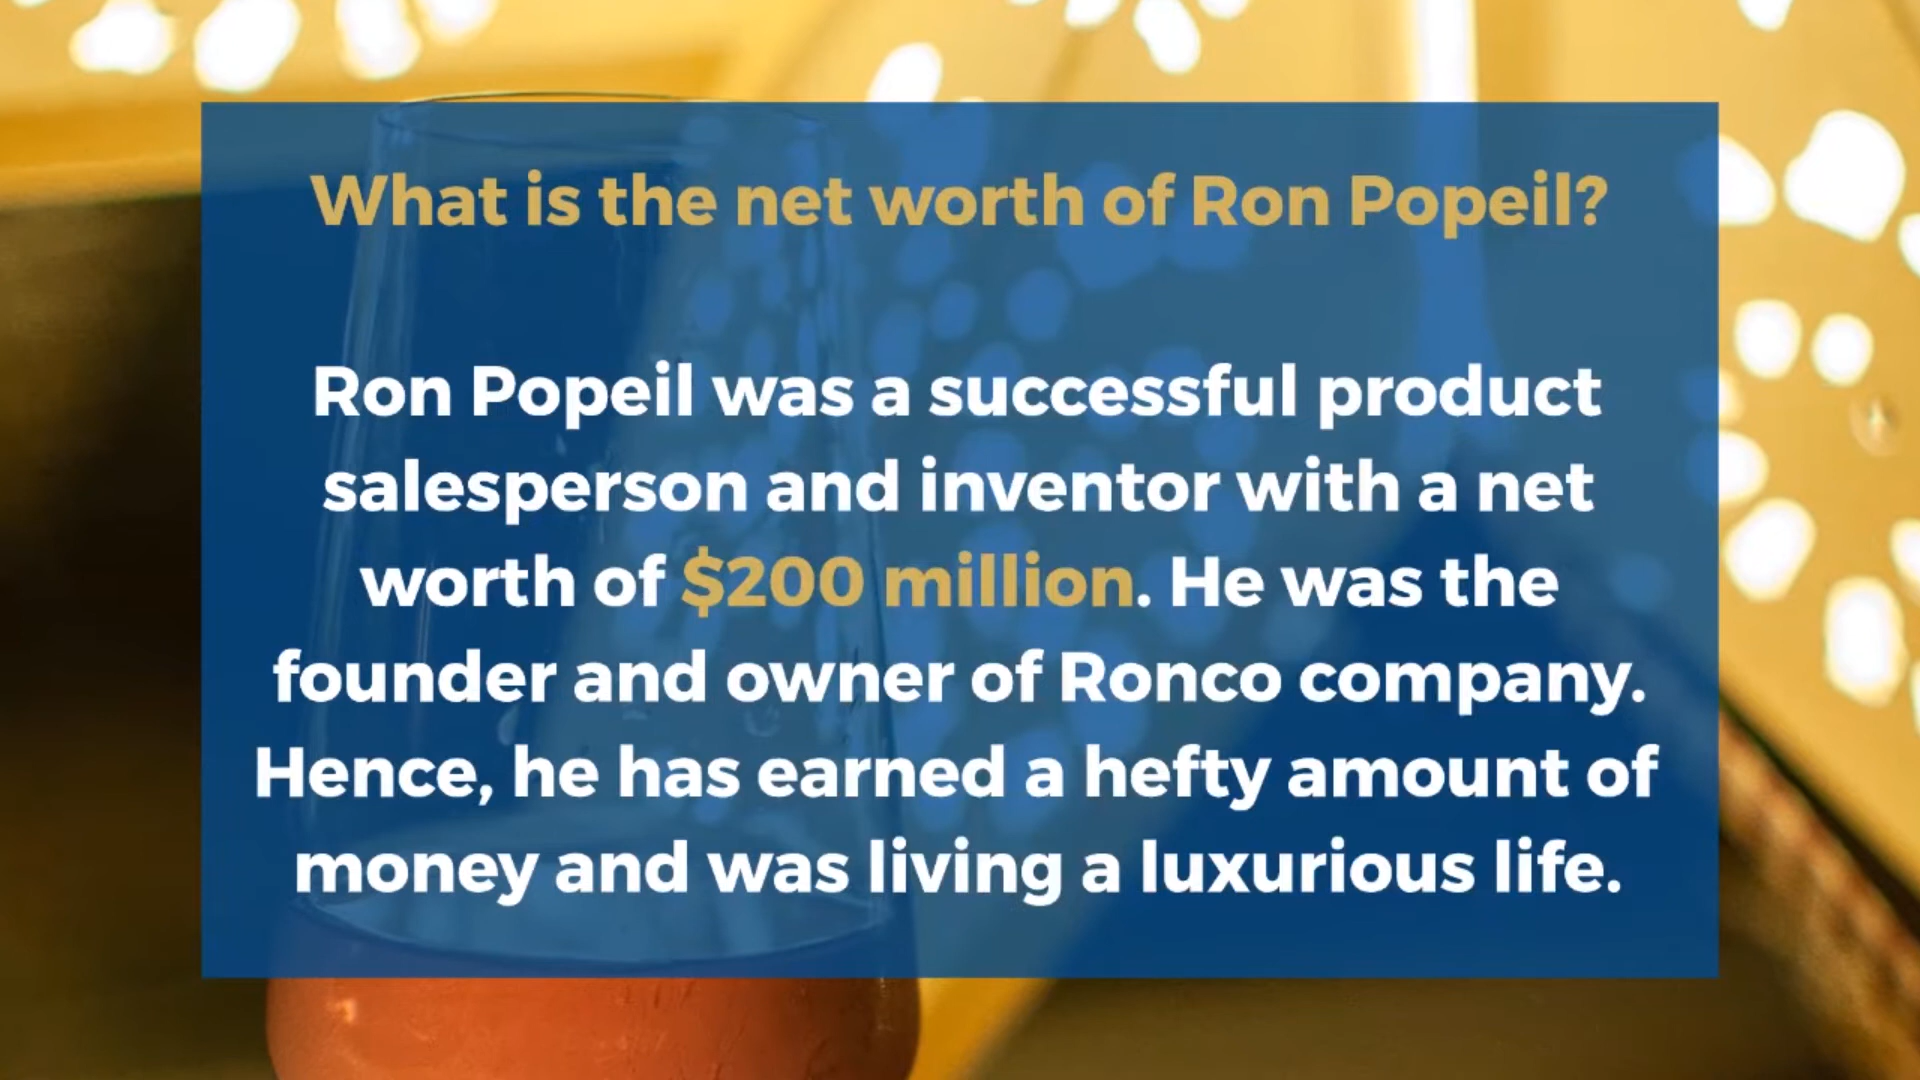 What is the net worth of Ron Popeil?
Ron Popeil was a successful product
salesperson and inventor with a net
worth of $200 million. He was the
founder and owner of Ronco company.
Hence, he has earned a hefty amount of
money and was living a luxurious life.